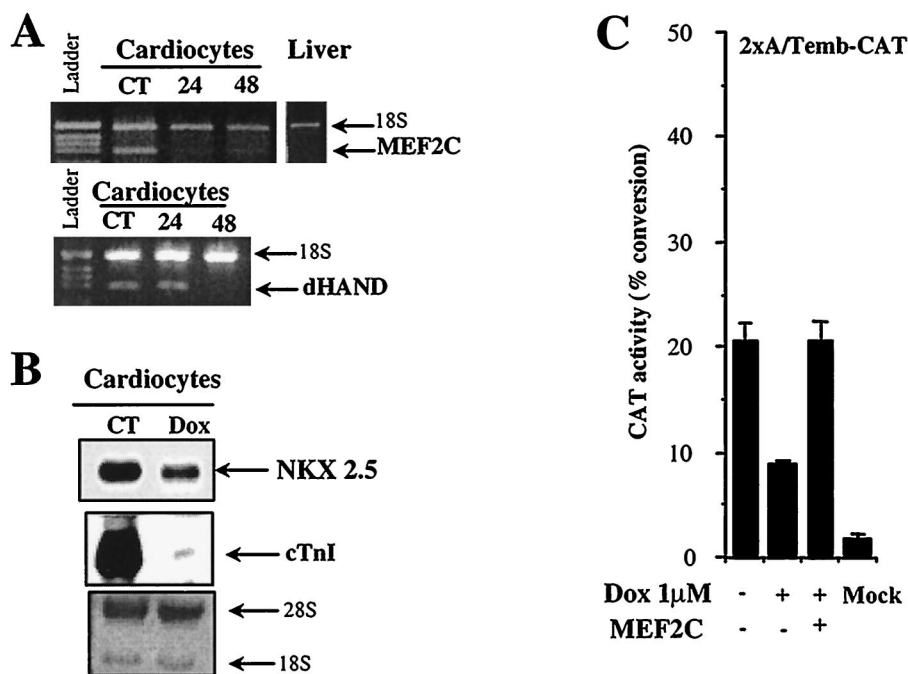 A
Ladder
Cardiocytes
Liver
CT 24 48
18S
MEF2C
Ladder
Cardiocytes
CT 24 48
18S
dHAND
B
Cardiocytes
CT Dox
NKX 2.5
cTnI
28S
18S
C
2xA/Temb-CAT
CAT activity (% conversion)
50
40
30
20
10
0
Dox 1μM - + + Mock
MEF2C - - +